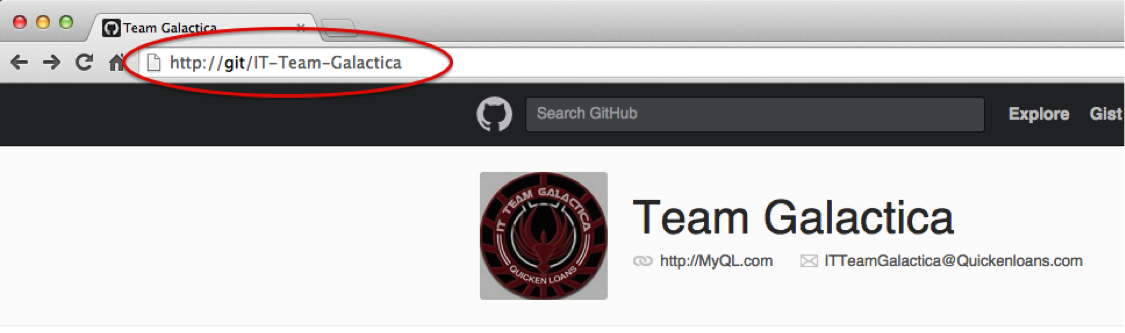 Team Galactica
http://git/IT-Team-Galactica
Search GitHub
Explore
Gist
IT TEAM GALACTICA
QUICKEN LOANS
Team Galactica
http://MyQL.com
ITTeamGalactica@Quickenloans.com